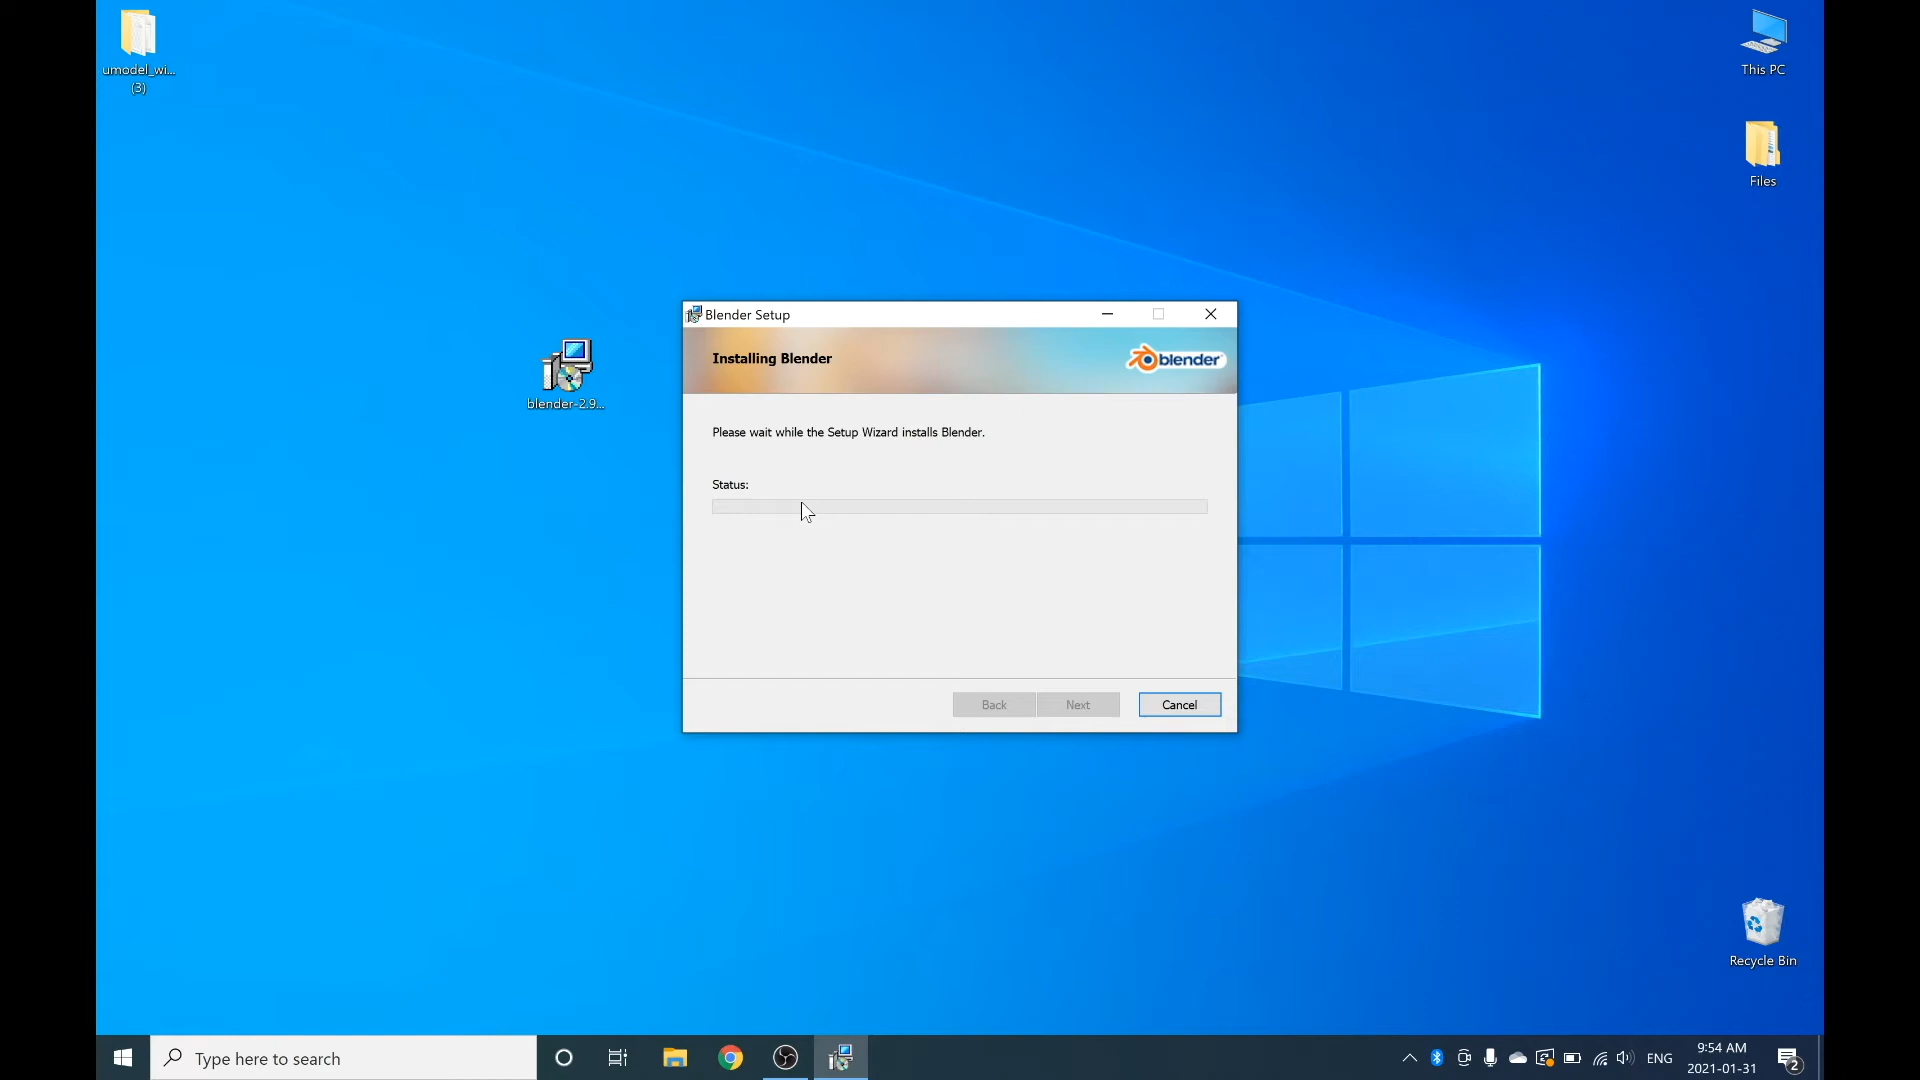 umodel_wi...
(3)
This PC
Files
blender-2.9...
Blender Setup
Installing Blender
blender
Please wait while the Setup Wizard installs Blender.
Status:
Back
Next
Cancel
Recycle Bin
Type here to search
ENG
9:54 AM
2021-01-31
2